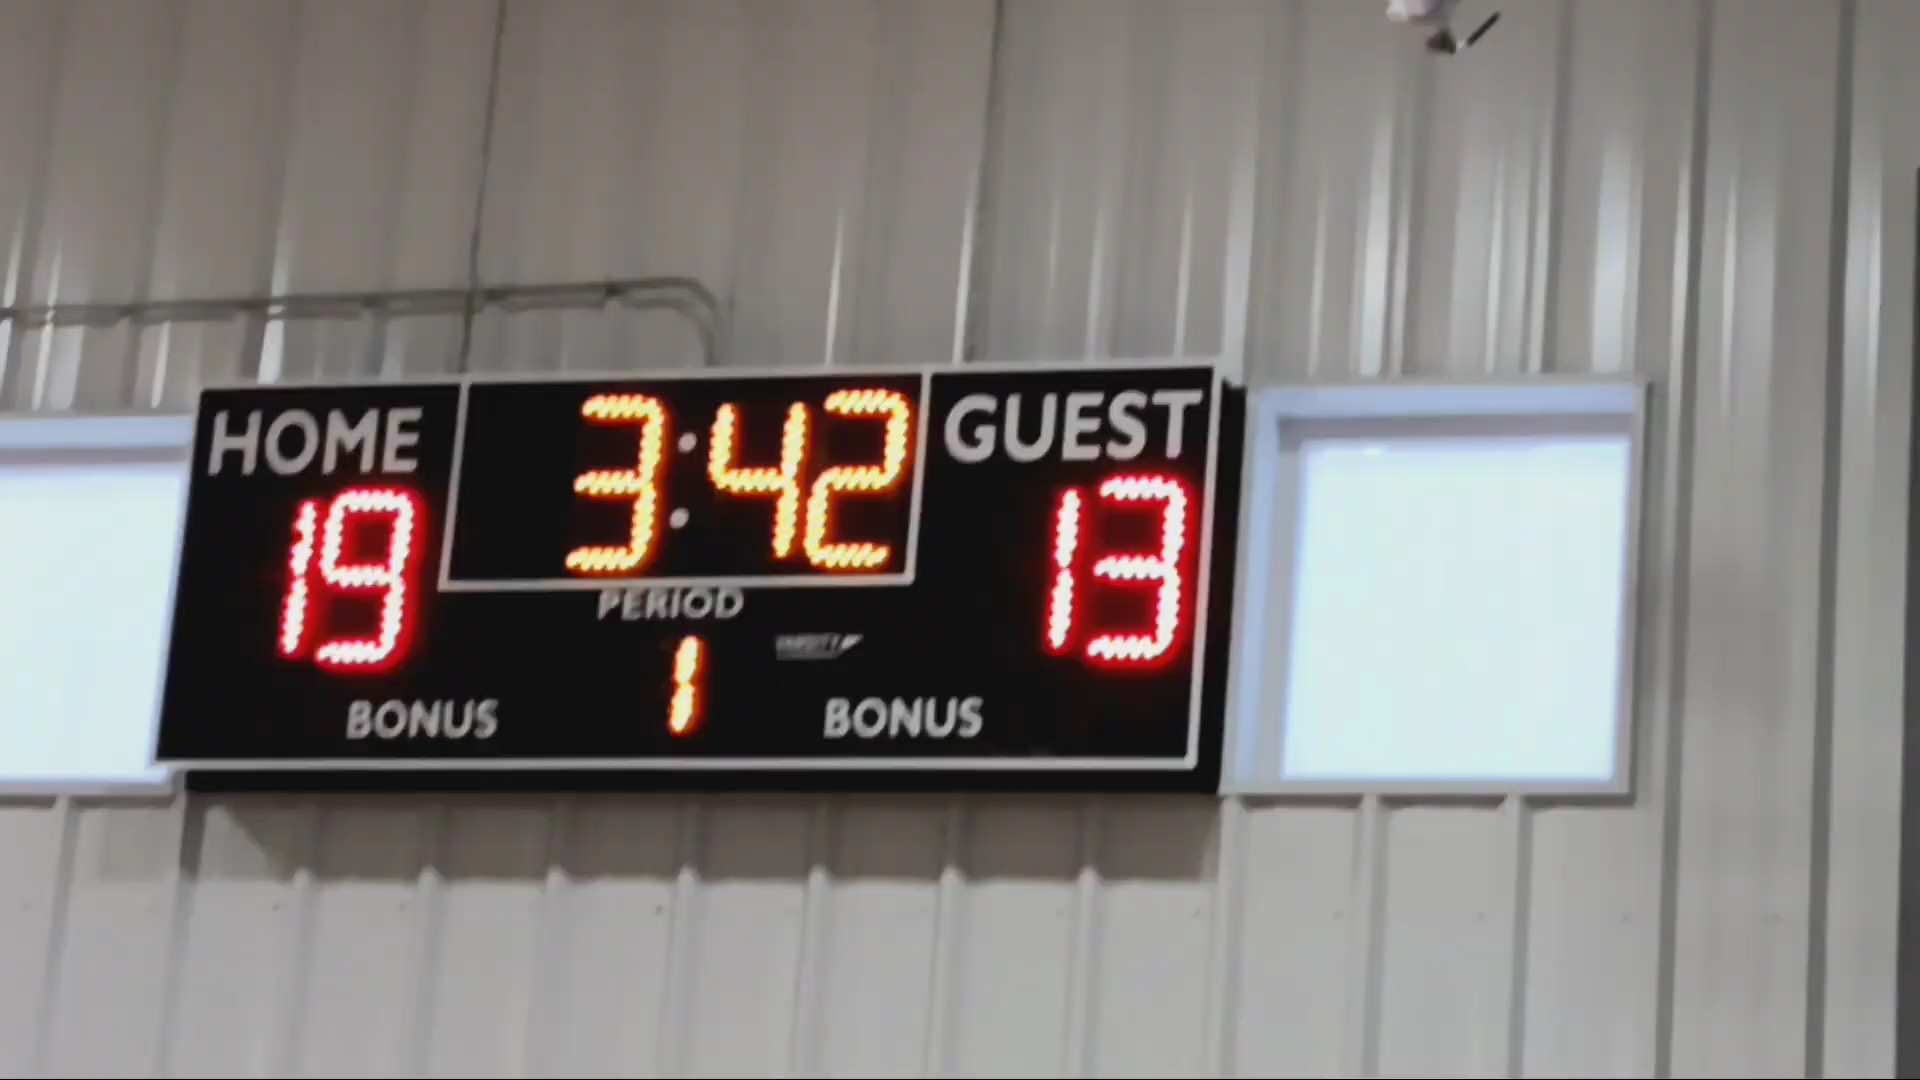 HOME 3:42 GUEST
19 13
PERIOD
1
BONUS BONUS